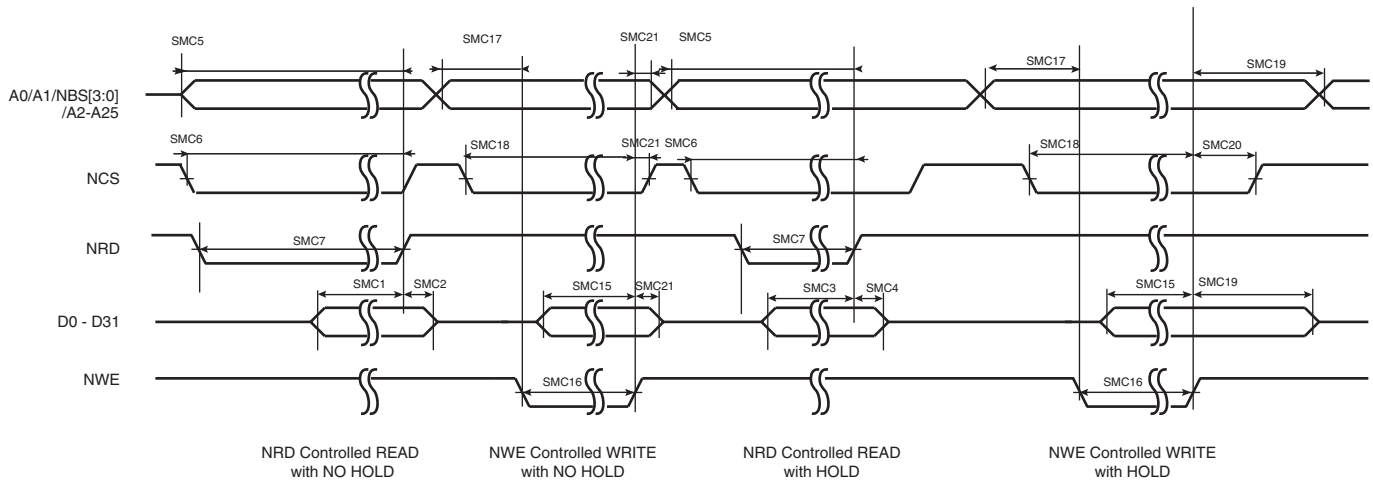 SMC5
SMC17
SMC21
SMC5
SMC17
SMC19
A0/A1/NBS[3:0]
/A2-A25
SMC6
SMC18
SMC21
SMC6
SMC18
SMC20
NCS
NRD
SMC7
SMC7
SMC1
SMC2
SMC15
SMC21
SMC3
SMC4
SMC15
SMC19
D0 - D31
NWE
SMC16
SMC16
NRD Controlled READ
with NO HOLD
NWE Controlled WRITE
with NO HOLD
NRD Controlled READ
with HOLD
NWE Controlled WRITE
with HOLD